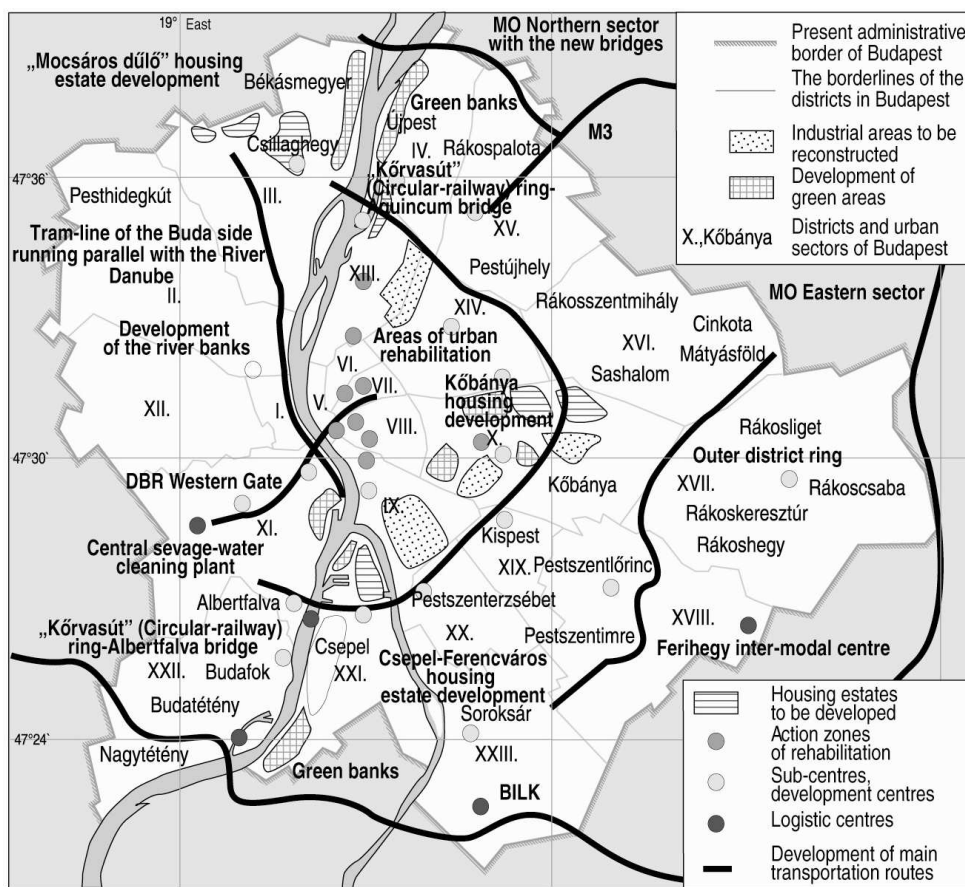 19° East
MO Northern sector
with the new bridges
„Mocsáros dűlő” housing
estate development
Békásmegyer
Green banks
Újpest
M3
Csillaghegy
IV.
Rákospalota
47°36
„Kőrvasút”
(Circular-railway) ring-
Aquincum bridge
Pesthidegkút
III.
XV.
Tram-line of the Buda side
running parallel with the River
Danube
XIII.
Pestújhely
II.
XIV.
Rákosszentmihály
MO Eastern sector
Development
of the river banks
Areas of urban
rehabilitation
XVI.
Cinkota
Mátyásföld
VI.
Sashalom
VII.
Kőbánya
housing
development
XII.
I.
V.
VIII.
X.
Rákosliget
47°30
Outer district ring
DBR Western Gate
Kőbánya
XVII.
Rákoscsaba
XI.
IX.
Rákoskeresztúr
Kispest
Rákoshegy
Central sevage-water
cleaning plant
XIX.
Pestszentlőrinc
Albertfalva
Pestszenterzsébet
XVIII.
„Kőrvasút” (Circular-railway)
ring-Albertfalva bridge
XX.
Pestszentimre
Ferihegy inter-modal centre
Csepel
XXII.
Budafok
XXI.
Csepel-Ferencváros
housing
estate development
Budatétény
Soroksár
47°24
Nagytétény
XXIII.
Green banks
BILK
Present administrative
border of Budapest
The borderlines of the
districts in Budapest
Industrial areas to be
reconstructed
Development of
green areas
X.,Kőbánya
Districts and urban
sectors of Budapest
Housing estates
to be developed
Action zones
of rehabilitation
Sub-centres,
development centres
Logistic centres
Development of main
transportation routes